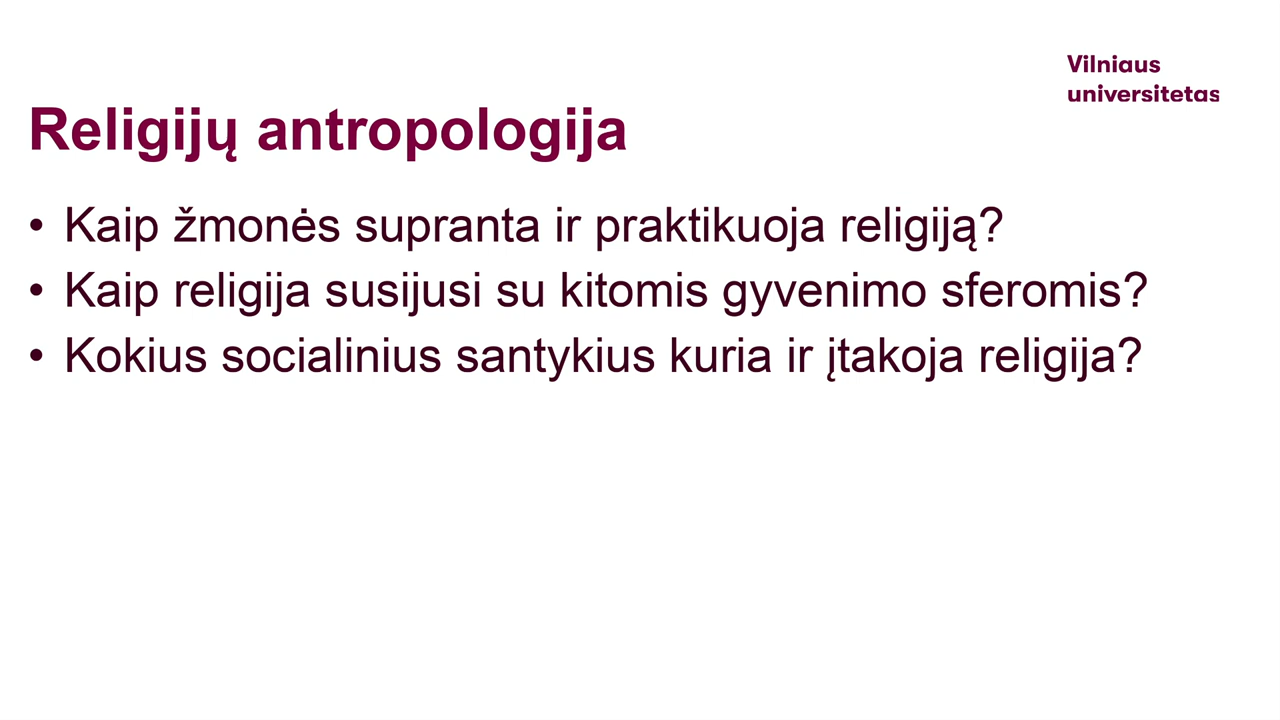 Vilniaus
universitetas
Religijų antropologija
• Kaip žmonės supranta ir praktikuoja religiją?
• Kaip religija susijusi su kitomis gyvenimo sferomis?
• Kokius socialinius santykius kuria ir įtakoja religija?